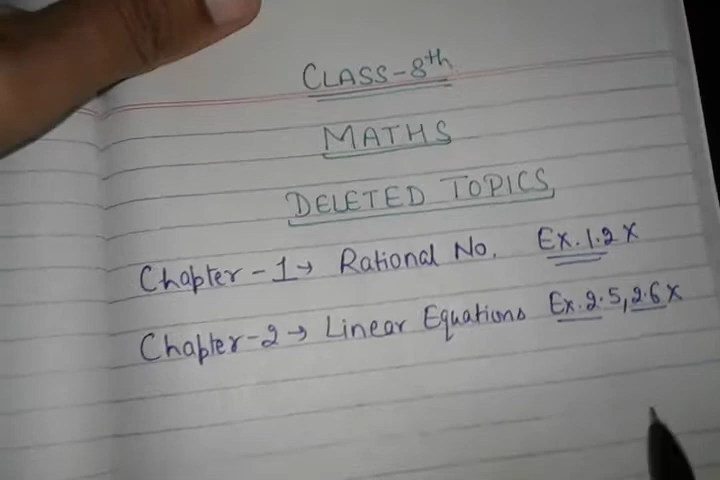 CLASS-8th
MATHS
DELETED TOPICS
Chapter-1→ Rational No. Ex.1.2 X
Chapter-2→ Linear Equations Ex.2.5, 2.6 X